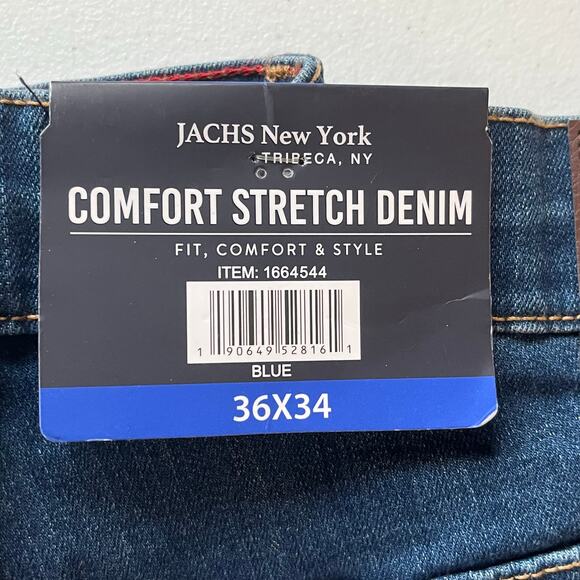 JACHS New York
TRIBECA, NY
COMFORT STRETCH DENIM
FIT, COMFORT & STYLE
ITEM: 1664544
1 90649 52816 1
BLUE
36X34